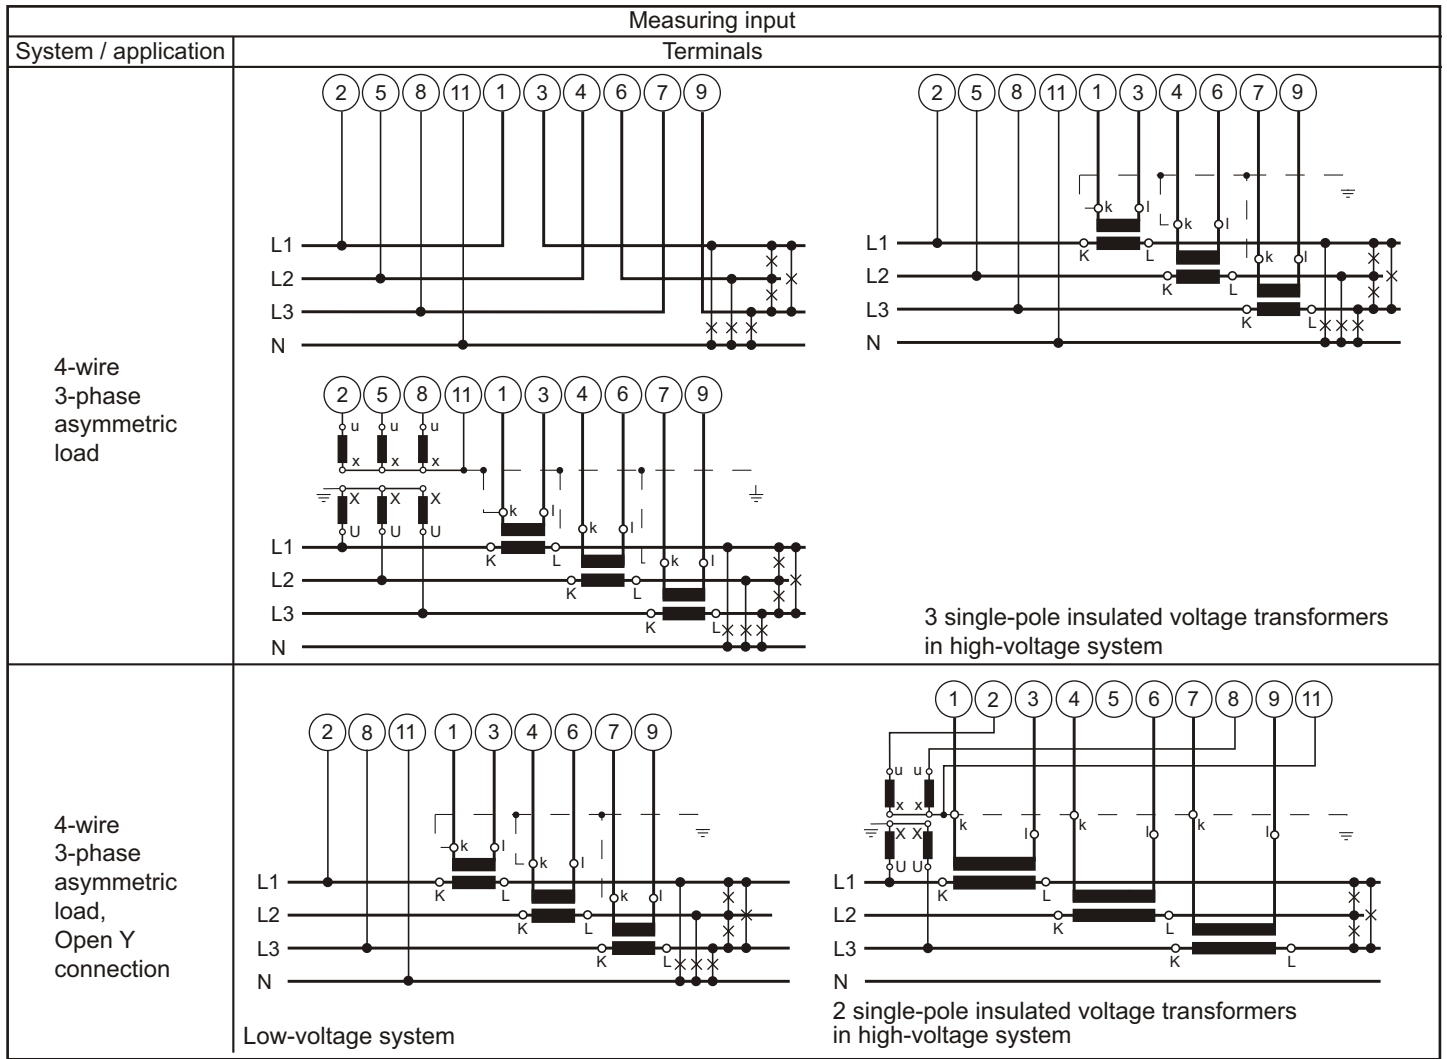 Measuring input
System / application
Terminals
4-wire
3-phase
asymmetric
load
2 5 8 11 1 3 4 6 7 9
L1
L2
L3
N
2 5 8 11 1 3 4 6 7 9
k l
k l
k l
L1 K L
L2 K L
L3 K L
N
2 5 8 11 1 3 4 6 7 9
u u u
x x x
X X X
k l
k l
k l
U U U
L1 K L
L2 K L
L3 K L
N
3 single-pole insulated voltage transformers
in high-voltage system
4-wire
3-phase
asymmetric
load,
Open Y
connection
2 8 11 1 3 4 6 7 9
k l
k l
k l
L1 K L
L2 K L
L3 K L
N
Low-voltage system
1 2 3 4 5 6 7 8 9 11
u u
x x
X X
k l k l k l
U U
L1 K L
L2 K L
L3 K L
N
2 single-pole insulated voltage transformers
in high-voltage system